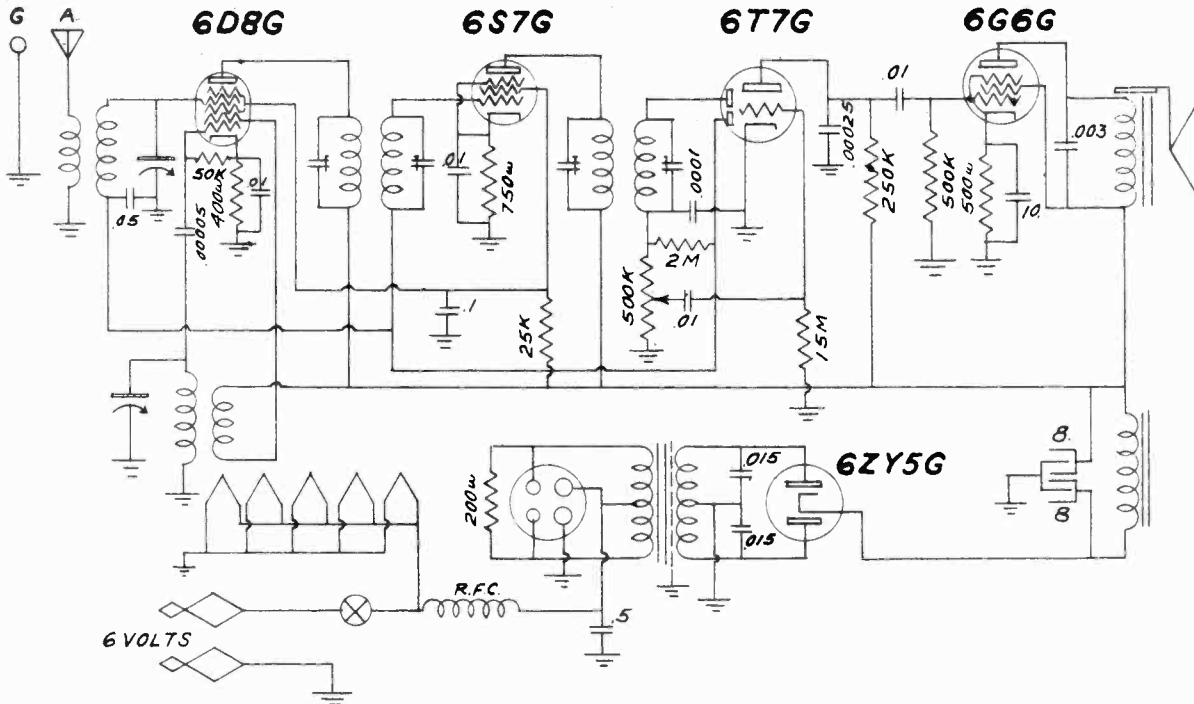 G
A
6D8G
6S7G
6T7G
6G6G
50K
400w
.01
.05
.00005
.01
750w
.1
25K
.0001
2M
500K
.01
15M
.00025
250K
.01
500K
500w
10.
.003
200w
.015
.015
6ZY5G
8.
8
R.F.C.
.5
6 VOLTS